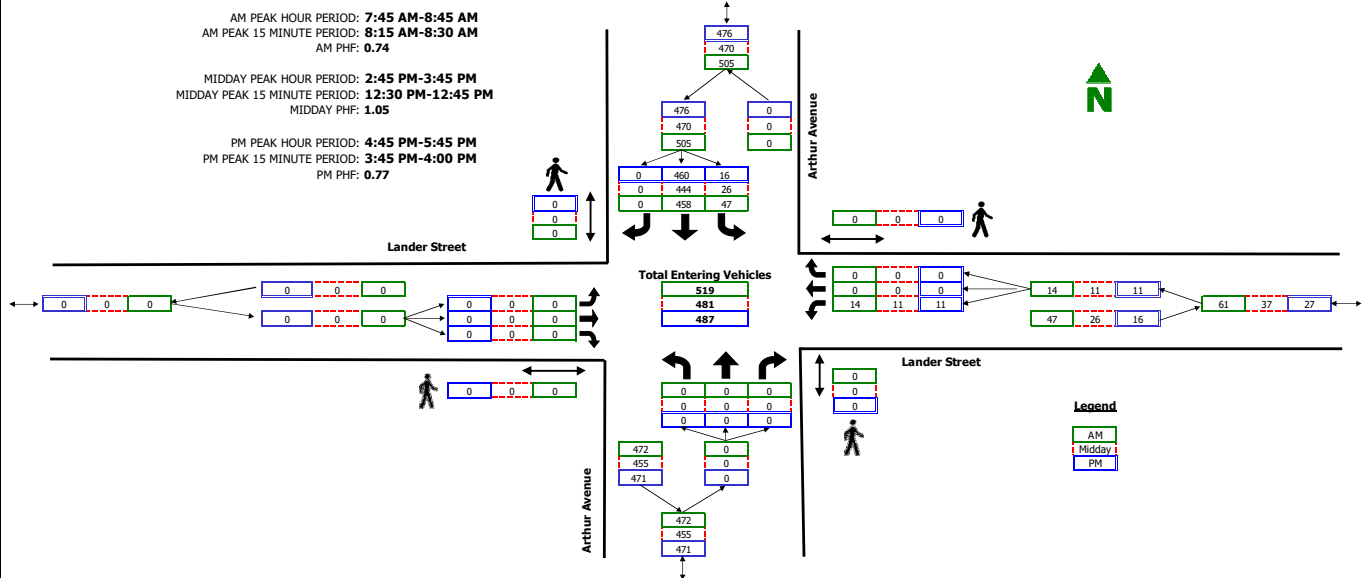 AM PEAK HOUR PERIOD: 7:45 AM-8:45 AM
AM PEAK 15 MINUTE PERIOD: 8:15 AM-8:30 AM
AM PHF: 0.74
MIDDAY PEAK HOUR PERIOD: 2:45 PM-3:45 PM
MIDDAY PEAK 15 MINUTE PERIOD: 12:30 PM-12:45 PM
MIDDAY PHF: 1.05
PM PEAK HOUR PERIOD: 4:45 PM-5:45 PM
PM PEAK 15 MINUTE PERIOD: 3:45 PM-4:00 PM
PM PHF: 0.77
476
470
505
476 0
470 0
505 0
0 460 16
0 444 26
0 458 47
Arthur Avenue
N
0
0
0
0 0 0
Lander Street
Total Entering Vehicles
519
481
487
0 0 0
0 0 0
0 0 0
0 0 0
0 0 0
0 0 0
0 0 0
0 0 0
14 11 11
14 11 11
47 26 16
61 37 27
Lander Street
0 0 0
0 0 0
0 0 0
0 0 0
0
0
0
472 0
455 0
471 0
472
455
471
Arthur Avenue
Legend
AM
Midday
PM